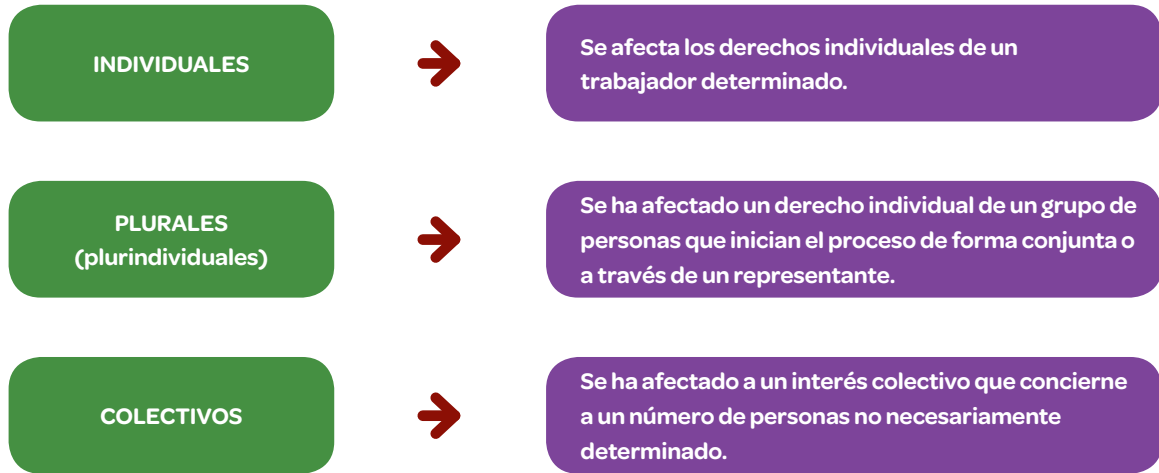 INDIVIDUALES
Se afecta los derechos individuales de un
trabajador determinado.
PLURALES
(plurindividuales)
Se ha afectado un derecho individual de un grupo de
personas que inician el proceso de forma conjunta o
a través de un representante.
COLECTIVOS
Se ha afectado a un interés colectivo que concierne
a un número de personas no necesariamente
determinado.